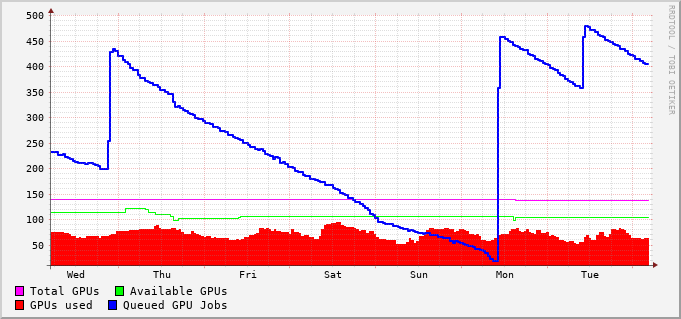 500
450
400
350
300
250
200
150
100
50
Wed Thu Fri Sat Sun Mon Tue
Total GPUs Available GPUs
GPUs used Queued GPU Jobs
RRDTOOL / TOBI OETIKER